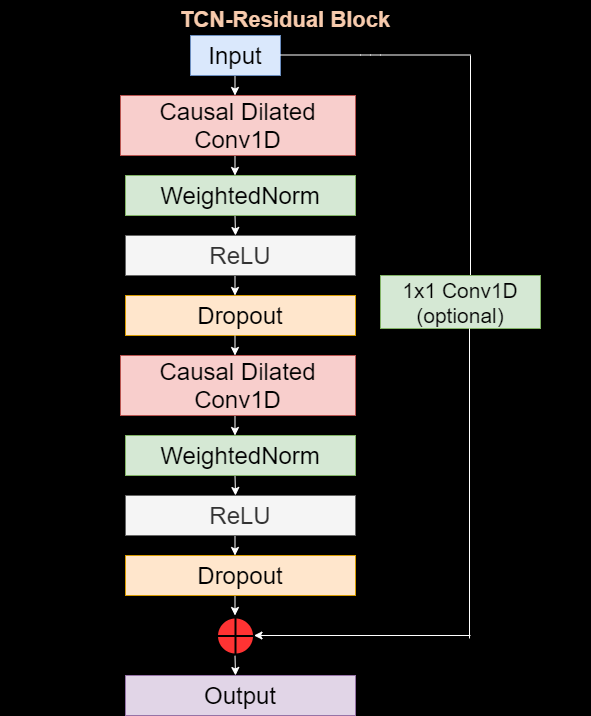 TCN-Residual Block
Input
Causal Dilated
Conv1D
WeightedNorm
ReLU
Dropout
1x1 Conv1D
(optional)
Causal Dilated
Conv1D
WeightedNorm
ReLU
Dropout
Output